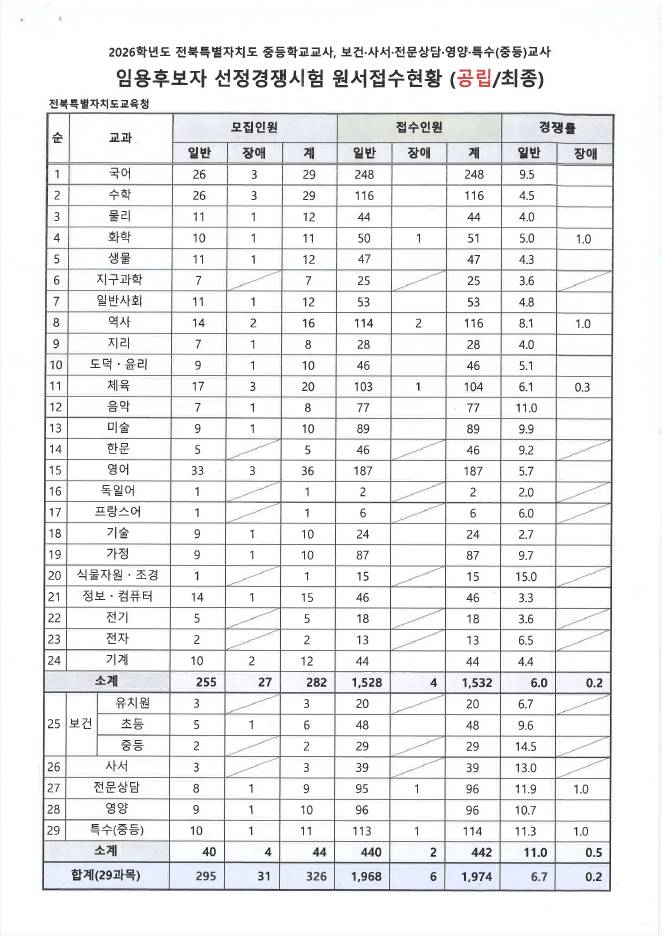 2026학년도 전북특별자치도 중등학교교사, 보건·사서·전문상담·영양·특수(중등)교사
임용후보자 선정경쟁시험 원서접수현황 (공립/최종)
전북특별자치도교육청
순 교과 모집인원 접수인원 경쟁률
일반 장애 계 일반 장애 계 일반 장애
1 국어 26 3 29 248 248 9.5
2 수학 26 3 29 116 116 4.5
3 물리 11 1 12 44 44 4.0
4 화학 10 1 11 50 1 51 5.0 1.0
5 생물 11 1 12 47 47 4.3
6 지구과학 7 7 25 25 3.6
7 일반사회 11 1 12 53 53 4.8
8 역사 14 2 16 114 2 116 8.1 1.0
9 지리 7 1 8 28 28 4.0
10 도덕·윤리 9 1 10 46 46 5.1
11 체육 17 3 20 103 1 104 6.1 0.3
12 음악 7 1 8 77 77 11.0
13 미술 9 1 10 89 89 9.9
14 한문 5 5 46 46 9.2
15 영어 33 3 36 187 187 5.7
16 독일어 1 1 2 2 2.0
17 프랑스어 1 1 6 6 6.0
18 기술 9 1 10 24 24 2.7
19 가정 9 1 10 87 87 9.7
20 식물자원·조경 1 1 15 15 15.0
21 정보·컴퓨터 14 1 15 46 46 3.3
22 전기 5 5 18 18 3.6
23 전자 2 2 13 13 6.5
24 기계 10 2 12 44 44 4.4
소계 255 27 282 1,528 4 1,532 6.0 0.2
25 보건 유치원 3 3 20 20 6.7
초등 5 1 6 48 48 9.6
중등 2 2 29 29 14.5
26 사서 3 3 39 39 13.0
27 전문상담 8 1 9 95 1 96 11.9 1.0
28 영양 9 1 10 96 96 10.7
29 특수(중등) 10 1 11 113 1 114 11.3 1.0
소계 40 4 44 440 2 442 11.0 0.5
합계(29과목) 295 31 326 1,968 6 1,974 6.7 0.2